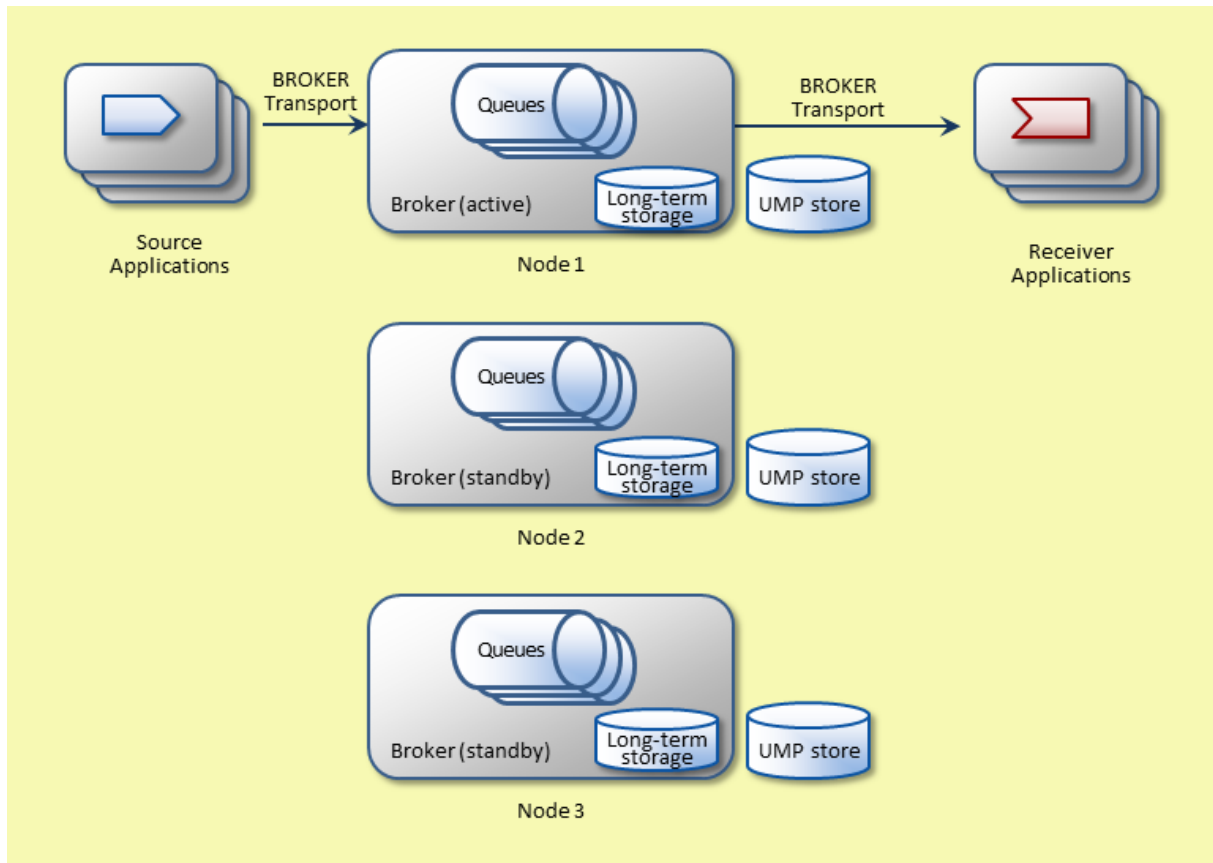 BROKER
Transport
Queues
Broker (active)
Long-term
storage
UMP store
Node 1
BROKER
Transport
Source
Applications
Receiver
Applications
Queues
Broker (standby)
Long-term
storage
UMP store
Node 2
Queues
Broker (standby)
Long-term
storage
UMP store
Node 3